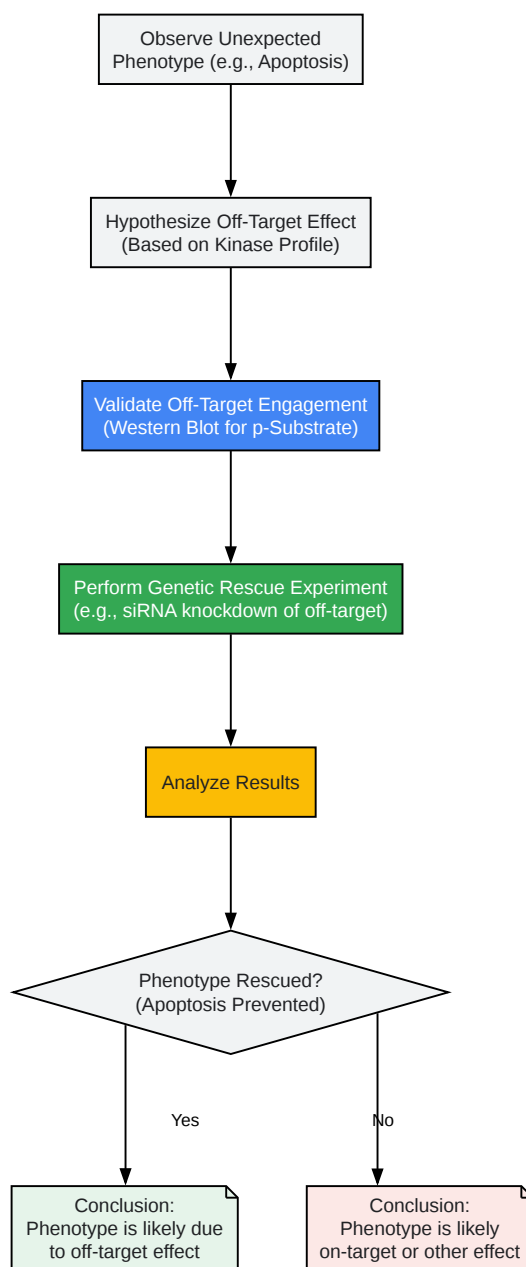 Observe Unexpected
Phenotype (e.g., Apoptosis)
Hypothesize Off-Target Effect
(Based on Kinase Profile)
Validate Off-Target Engagement
(Western Blot for p-Substrate)
Perform Genetic Rescue Experiment
(e.g., siRNA knockdown of off-target)
Analyze Results
Phenotype Rescued?
(Apoptosis Prevented)
Yes
No
Conclusion:
Phenotype is likely due
to off-target effect
Conclusion:
Phenotype is likely
on-target or other effect